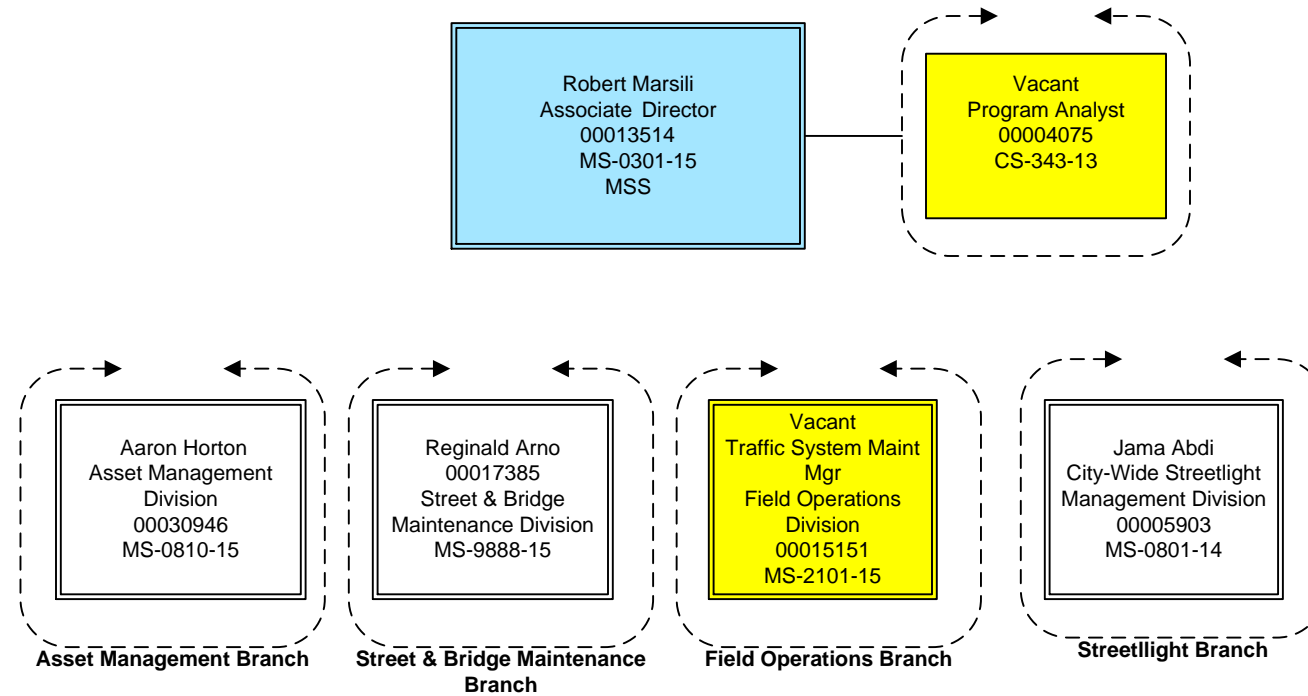 Robert Marsili
Associate Director
00013514
MS-0301-15
MSS
Vacant
Program Analyst
00004075
CS-343-13
Aaron Horton
Asset Management
Division
00030946
MS-0810-15
Asset Management Branch
Reginald Arno
00017385
Street & Bridge
Maintenance Division
MS-9888-15
Street & Bridge Maintenance
Branch
Vacant
Traffic System Maint
Mgr
Field Operations
Division
00015151
MS-2101-15
Field Operations Branch
Jama Abdi
City-Wide Streetlight
Management Division
00005903
MS-0801-14
Streetllight Branch